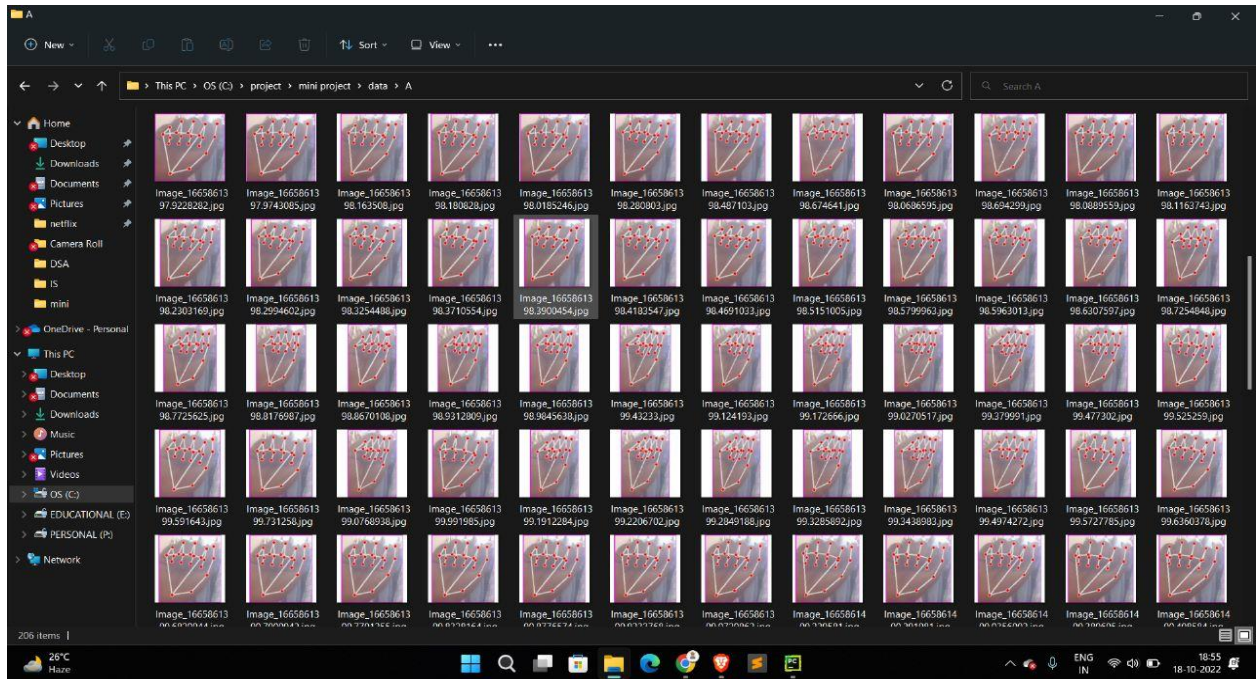 A
New
Sort
View
This PC > OS (C:) > project > mini project > data > A
Search A
Home
Desktop
Downloads
Documents
Pictures
netflix
Camera Roll
DSA
IS
mini
OneDrive - Personal
This PC
Desktop
Documents
Downloads
Music
Pictures
Videos
OS (C:)
EDUCATIONAL (E:)
PERSONAL (P:)
Network
Image_16658613 Image_16658613 Image_16658613 Image_16658613 Image_16658613 Image_16658613 Image_16658613 Image_16658613 Image_16658613 Image_16658613 Image_16658613 Image_16658613
97.9228282.jpg 97.9743085.jpg 98.163508.jpg 98.180828.jpg 98.0185246.jpg 98.280803.jpg 98.487103.jpg 98.674641.jpg 98.0686595.jpg 98.694299.jpg 98.0889559.jpg 98.1163743.jpg
Image_16658613 Image_16658613 Image_16658613 Image_16658613 Image_16658613 Image_16658613 Image_16658613 Image_16658613 Image_16658613 Image_16658613 Image_16658613 Image_16658613
98.2303169.jpg 98.2994602.jpg 98.3254488.jpg 98.3710554.jpg 98.3900454.jpg 98.4183547.jpg 98.4691033.jpg 98.5151005.jpg 98.5799963.jpg 98.5963013.jpg 98.6307597.jpg 98.7254848.jpg
Image_16658613 Image_16658613 Image_16658613 Image_16658613 Image_16658613 Image_16658613 Image_16658613 Image_16658613 Image_16658613 Image_16658613 Image_16658613 Image_16658613
98.7725625.jpg 98.8176987.jpg 98.8670108.jpg 98.9312809.jpg 98.9845638.jpg 99.43233.jpg 99.124193.jpg 99.172666.jpg 99.0270517.jpg 99.379991.jpg 99.477302.jpg 99.525259.jpg
Image_16658613 Image_16658613 Image_16658613 Image_16658613 Image_16658613 Image_16658613 Image_16658613 Image_16658613 Image_16658613 Image_16658613 Image_16658613 Image_16658613
99.591643.jpg 99.731258.jpg 99.0768938.jpg 99.991985.jpg 99.1912284.jpg 99.2206702.jpg 99.2849188.jpg 99.3285892.jpg 99.3438983.jpg 99.4974272.jpg 99.5727785.jpg 99.6360378.jpg
Image_16658613 Image_16658613 Image_16658613 Image_16658613 Image_16658613 Image_16658613 Image_16658613 Image_16658614 Image_16658614 Image_16658614 Image_16658614 Image_16658614
206 items
26°C
Haze
ENG
IN
18:55
18-10-2022